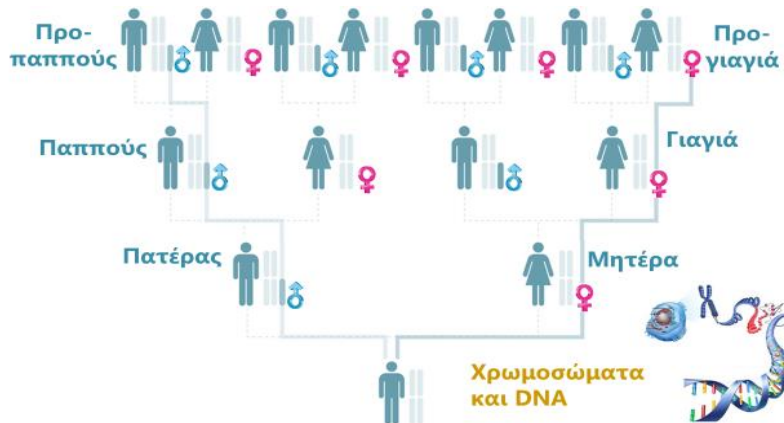 Προ-
παππούς
Προ-
γιαγιά
Παππούς
Γιαγιά
Πατέρας
Μητέρα
Χρωμοσώματα
και DNA